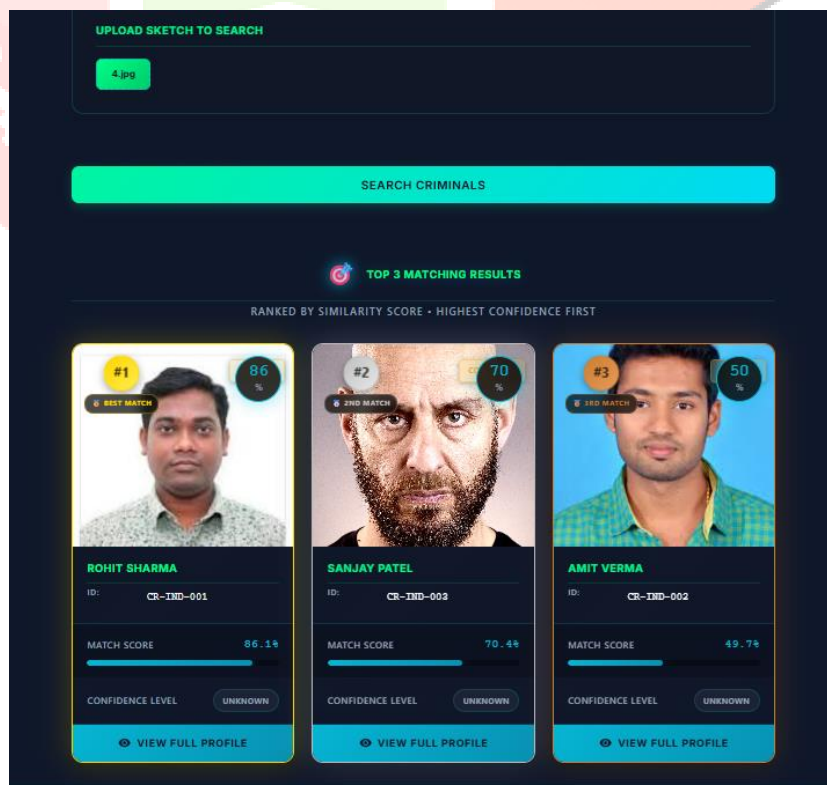 UPLOAD SKETCH TO SEARCH
4.jpg
SEARCH CRIMINALS
TOP 3 MATCHING RESULTS
RANKED BY SIMILARITY SCORE • HIGHEST CONFIDENCE FIRST
#1
86
%
BEST MATCH
#2
70
%
2ND MATCH
#3
50
%
3RD MATCH
ROHIT SHARMA
ID: CR-IND-001
MATCH SCORE 86.1%
CONFIDENCE LEVEL UNKNOWN
VIEW FULL PROFILE
SANJAY PATEL
ID: CR-IND-003
MATCH SCORE 70.4%
CONFIDENCE LEVEL UNKNOWN
VIEW FULL PROFILE
AMIT VERMA
ID: CR-IND-002
MATCH SCORE 49.7%
CONFIDENCE LEVEL UNKNOWN
VIEW FULL PROFILE